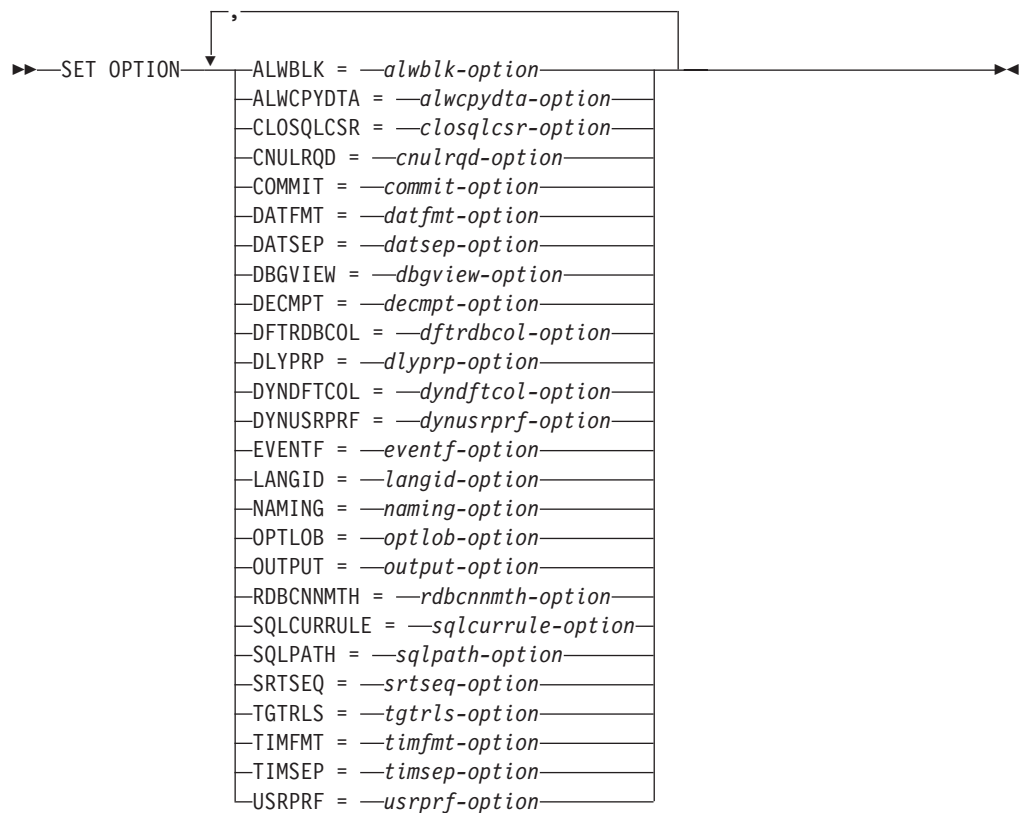 ,
SET OPTION ALWBLK = alwblk-option
ALWCPYDTA = alwcpydta-option
CLOSQLCSR = closqlcsr-option
CNULRQD = cnulrqd-option
COMMIT = commit-option
DATFMT = datfmt-option
DATSEP = datsep-option
DBGVIEW = dbgview-option
DECMPT = decmpt-option
DFTRDBCOL = dftrdbcol-option
DLYPRP = dlyprp-option
DYNDFTCOL = dyndftcol-option
DYNUSRPRF = dynusrprf-option
EVENTF = eventf-option
LANGID = langid-option
NAMING = naming-option
OPTLOB = optlob-option
OUTPUT = output-option
RDBCNNMTH = rdbcnnmth-option
SQLCURRULE = sqlcurrule-option
SQLPATH = sqlpath-option
SRTSEQ = srtseq-option
TGTRLS = tgtrls-option
TIMFMT = timfmt-option
TIMSEP = timsep-option
USRPRF = usrprf-option